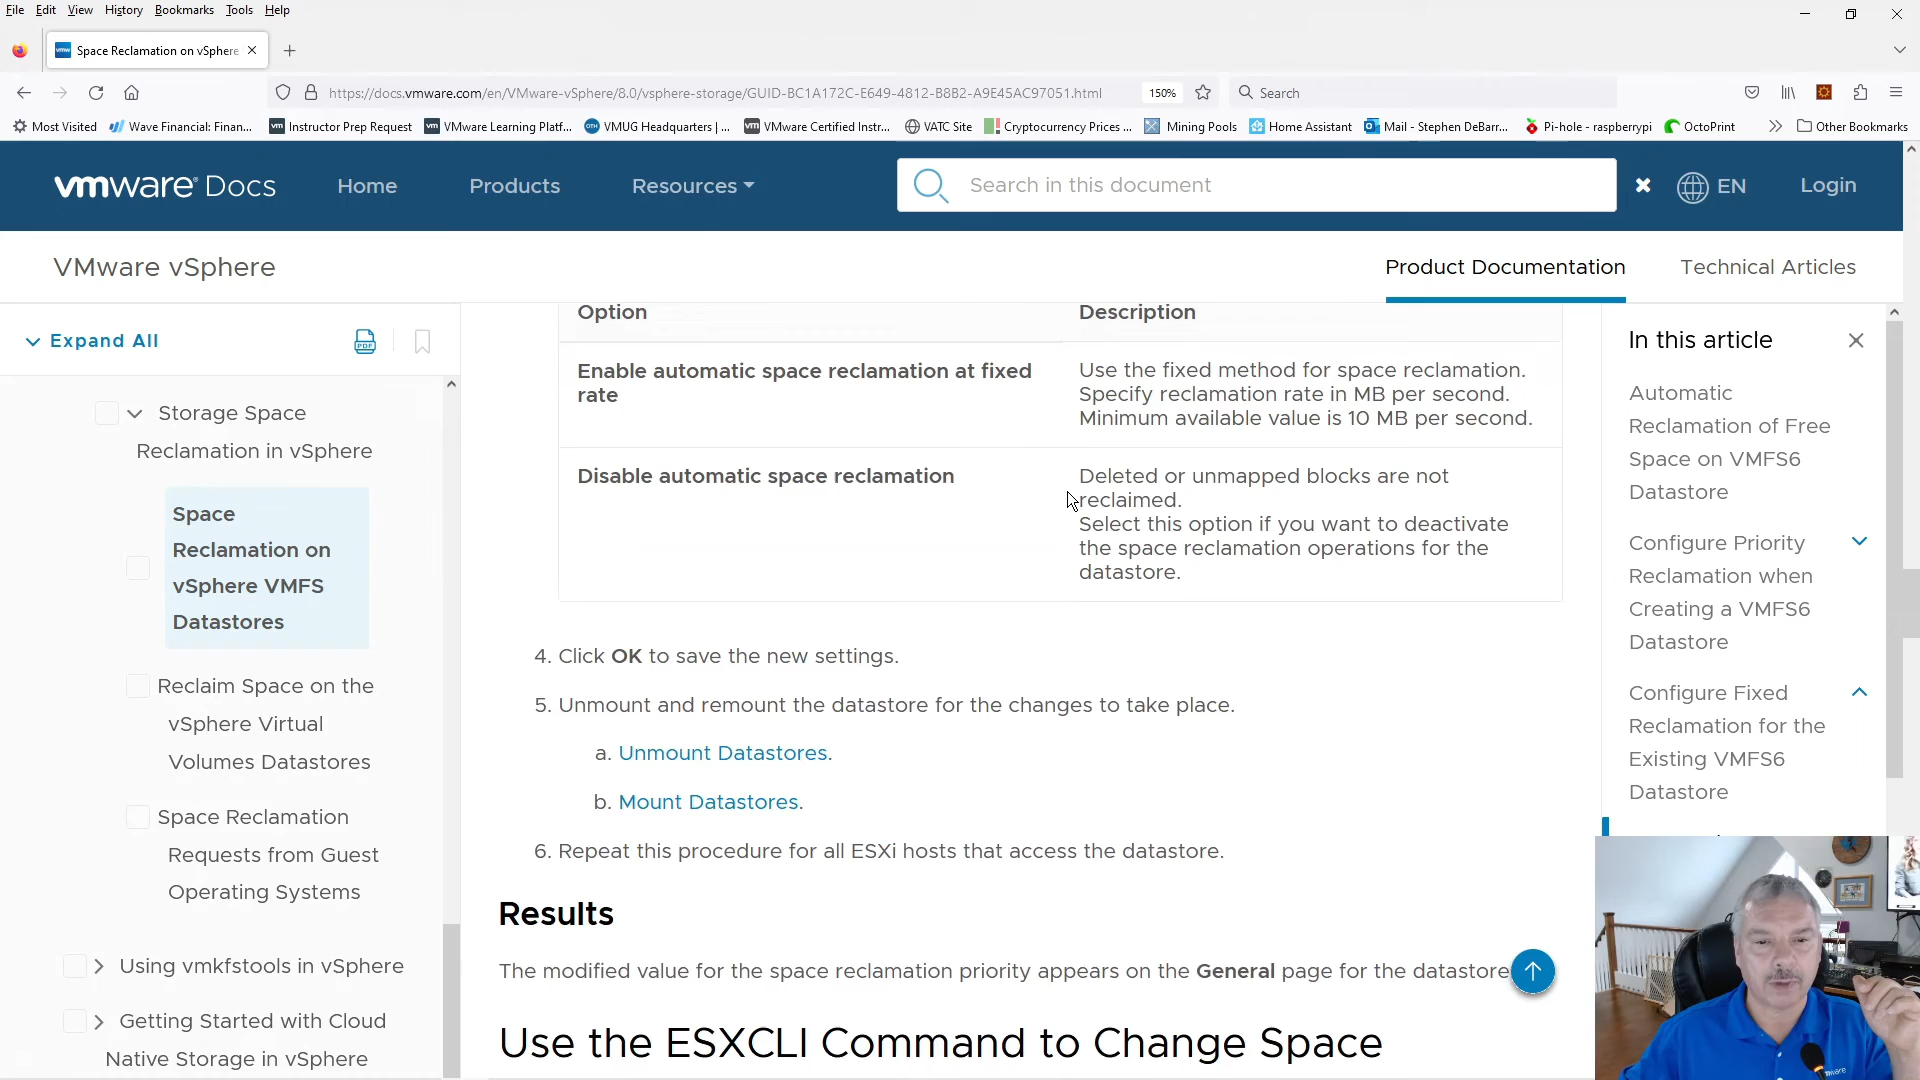 File Edit View History Bookmarks Tools Help
Space Reclamation on vSphere
https://docs.vmware.com/en/VMware-vSphere/8.0/vsphere-storage/GUID-BC1A172C-E649-4812-B8B2-A9E45AC97051.html
150%
Search
Most Visited
Wave Financial: Finan...
Instructor Prep Request
VMware Learning Platf...
VMUG Headquarters | ...
VMware Certified Instr...
VATC Site
Cryptocurrency Prices ...
Mining Pools
Home Assistant
Mail - Stephen DeBarr...
Pi-hole - raspberrypi
OctoPrint
Other Bookmarks
vmware® Docs
Home
Products
Resources
Search in this document
EN
Login
VMware vSphere
Product Documentation
Technical Articles
Expand All
PDF
Storage Space
Reclamation in vSphere
Space
Reclamation on
vSphere VMFS
Datastores
Reclaim Space on the
vSphere Virtual
Volumes Datastores
Space Reclamation
Requests from Guest
Operating Systems
Using vmkfstools in vSphere
Getting Started with Cloud
Native Storage in vSphere
Option
Description
Enable automatic space reclamation at fixed
rate
Use the fixed method for space reclamation.
Specify reclamation rate in MB per second.
Minimum available value is 10 MB per second.
Disable automatic space reclamation
Deleted or unmapped blocks are not
reclaimed.
Select this option if you want to deactivate
the space reclamation operations for the
datastore.
4. Click OK to save the new settings.
5. Unmount and remount the datastore for the changes to take place.
a. Unmount Datastores.
b. Mount Datastores.
6. Repeat this procedure for all ESXi hosts that access the datastore.
Results
The modified value for the space reclamation priority appears on the General page for the datastore
Use the ESXCLI Command to Change Space
In this article
Automatic
Reclamation of Free
Space on VMFS6
Datastore
Configure Priority
Reclamation when
Creating a VMFS6
Datastore
Configure Fixed
Reclamation for the
Existing VMFS6
Datastore
vmware